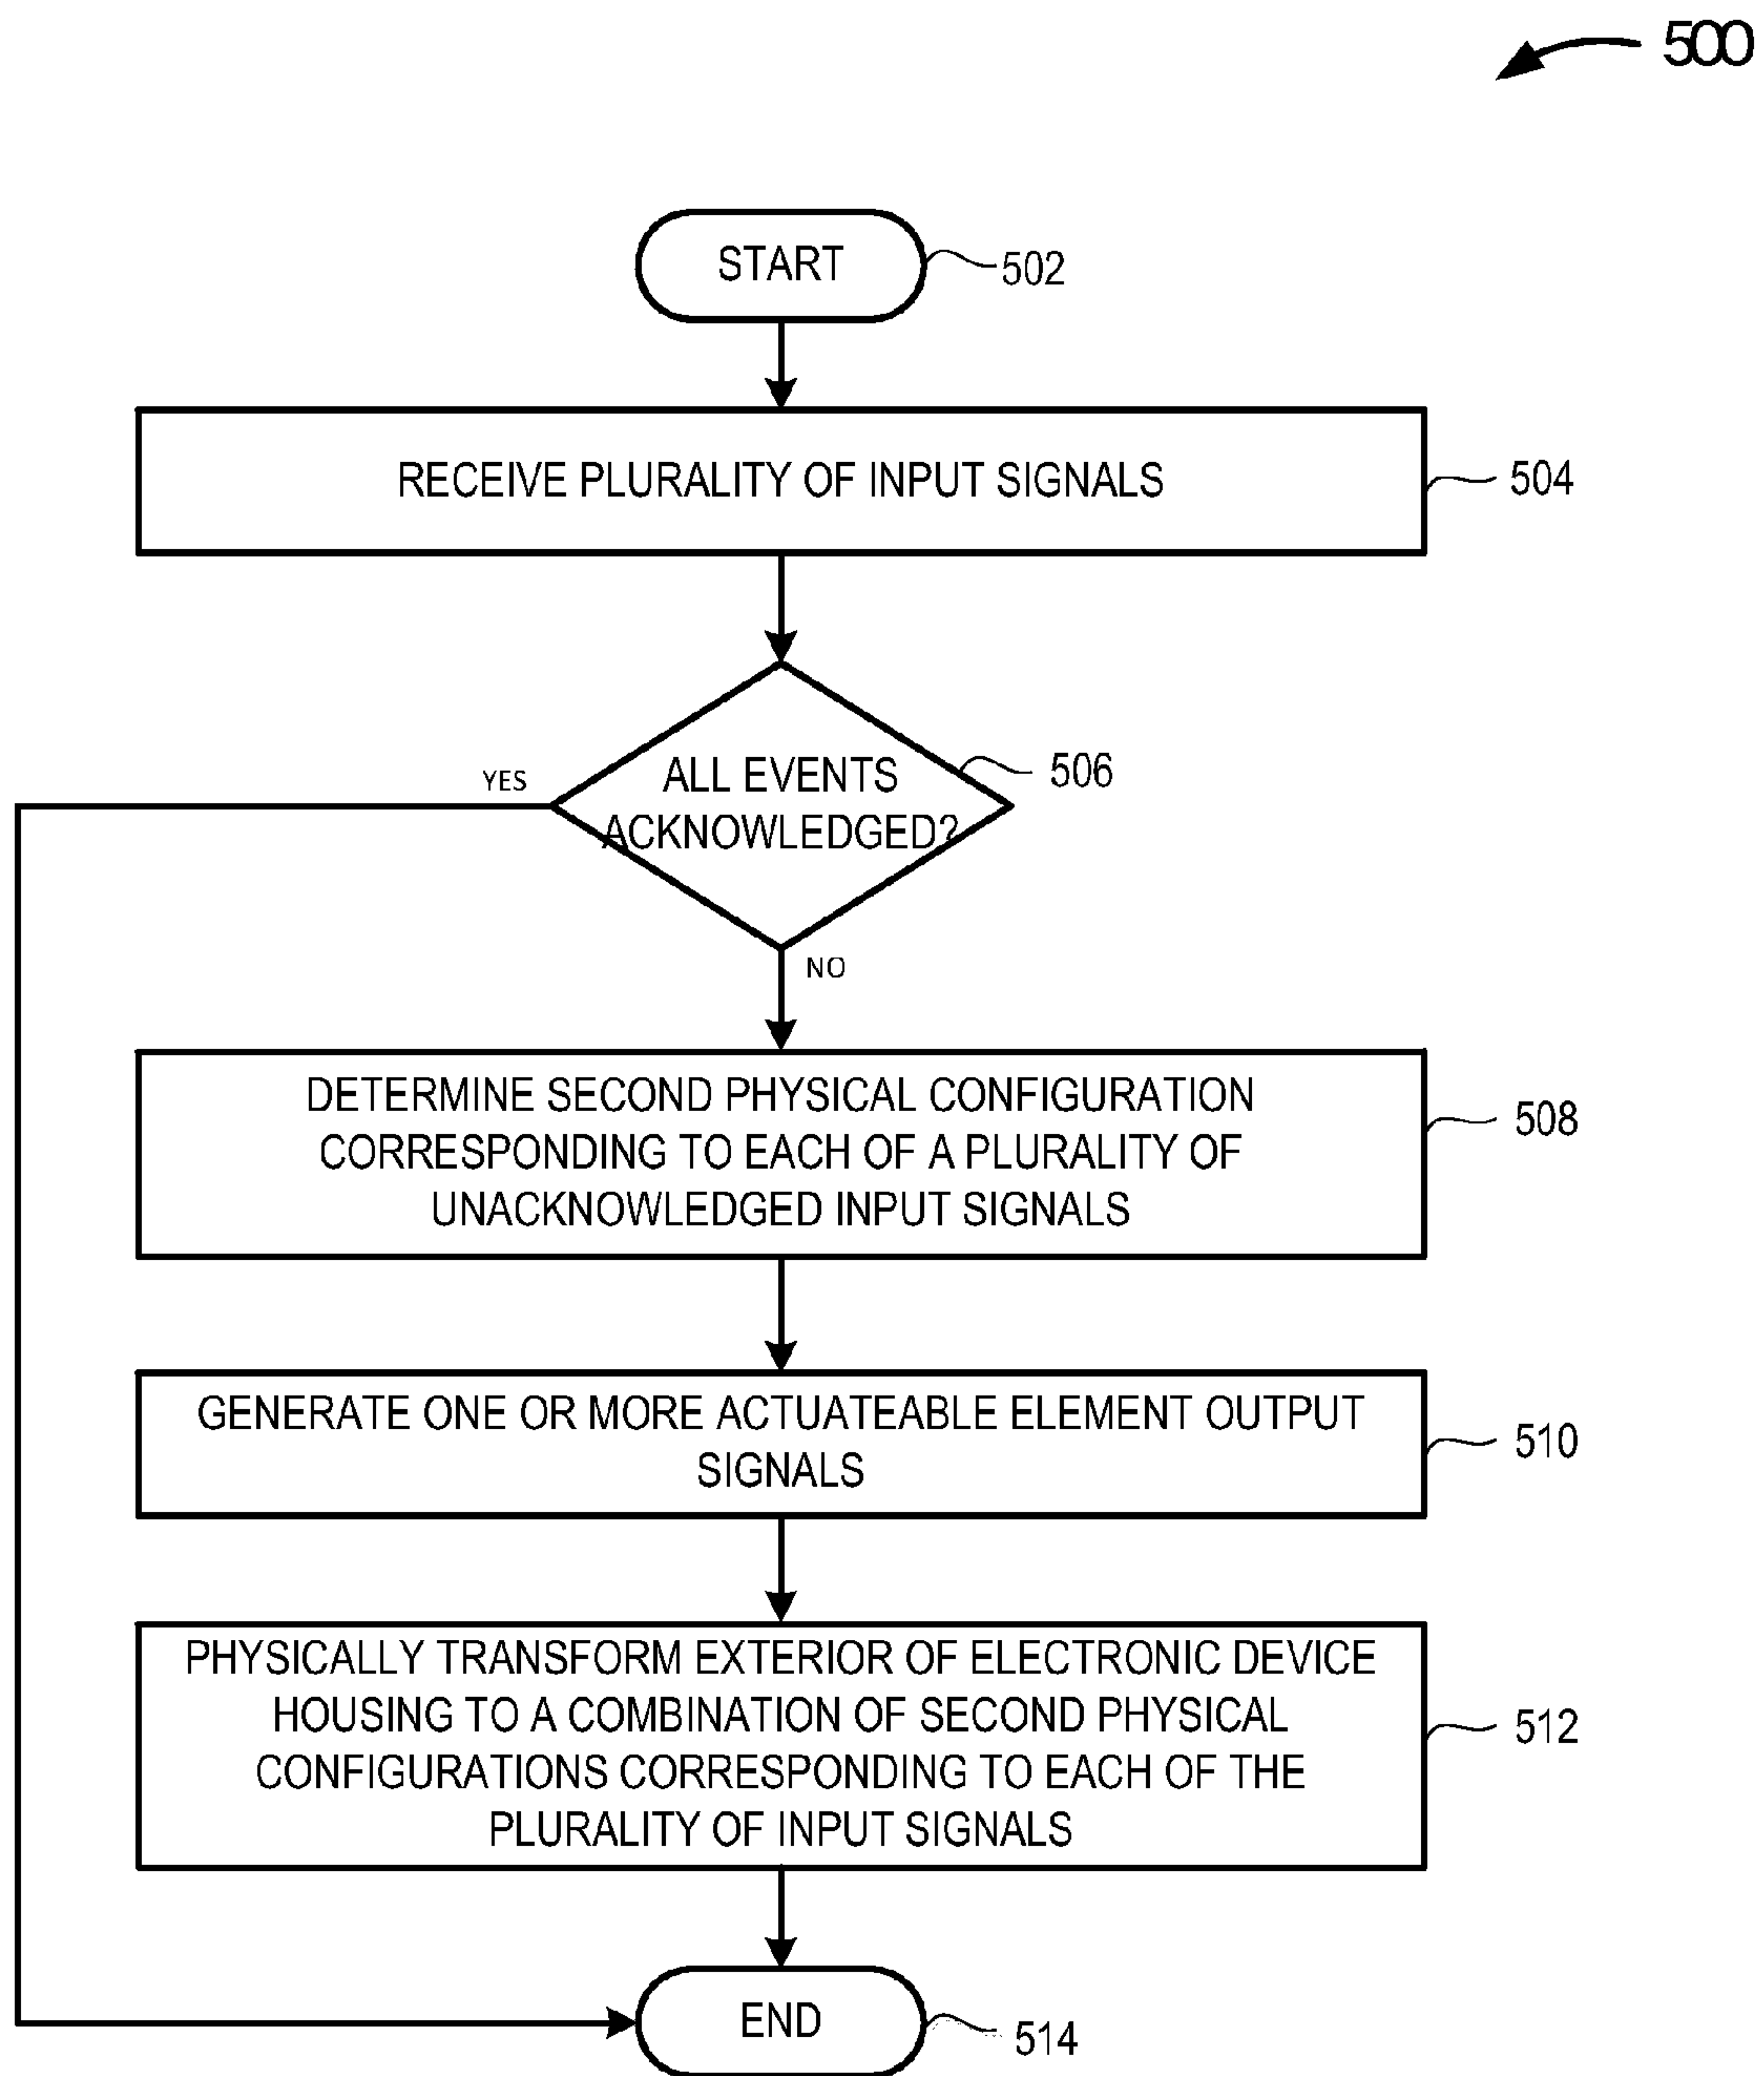 500
START
502
RECEIVE PLURALITY OF INPUT SIGNALS
504
YES
ALL EVENTS
ACKNOWLEDGED?
506
NO
DETERMINE SECOND PHYSICAL CONFIGURATION
CORRESPONDING TO EACH OF A PLURALITY OF
UNACKNOWLEDGED INPUT SIGNALS
508
GENERATE ONE OR MORE ACTUATEABLE ELEMENT OUTPUT
SIGNALS
510
PHYSICALLY TRANSFORM EXTERIOR OF ELECTRONIC DEVICE
HOUSING TO A COMBINATION OF SECOND PHYSICAL
CONFIGURATIONS CORRESPONDING TO EACH OF THE
PLURALITY OF INPUT SIGNALS
512
END
514